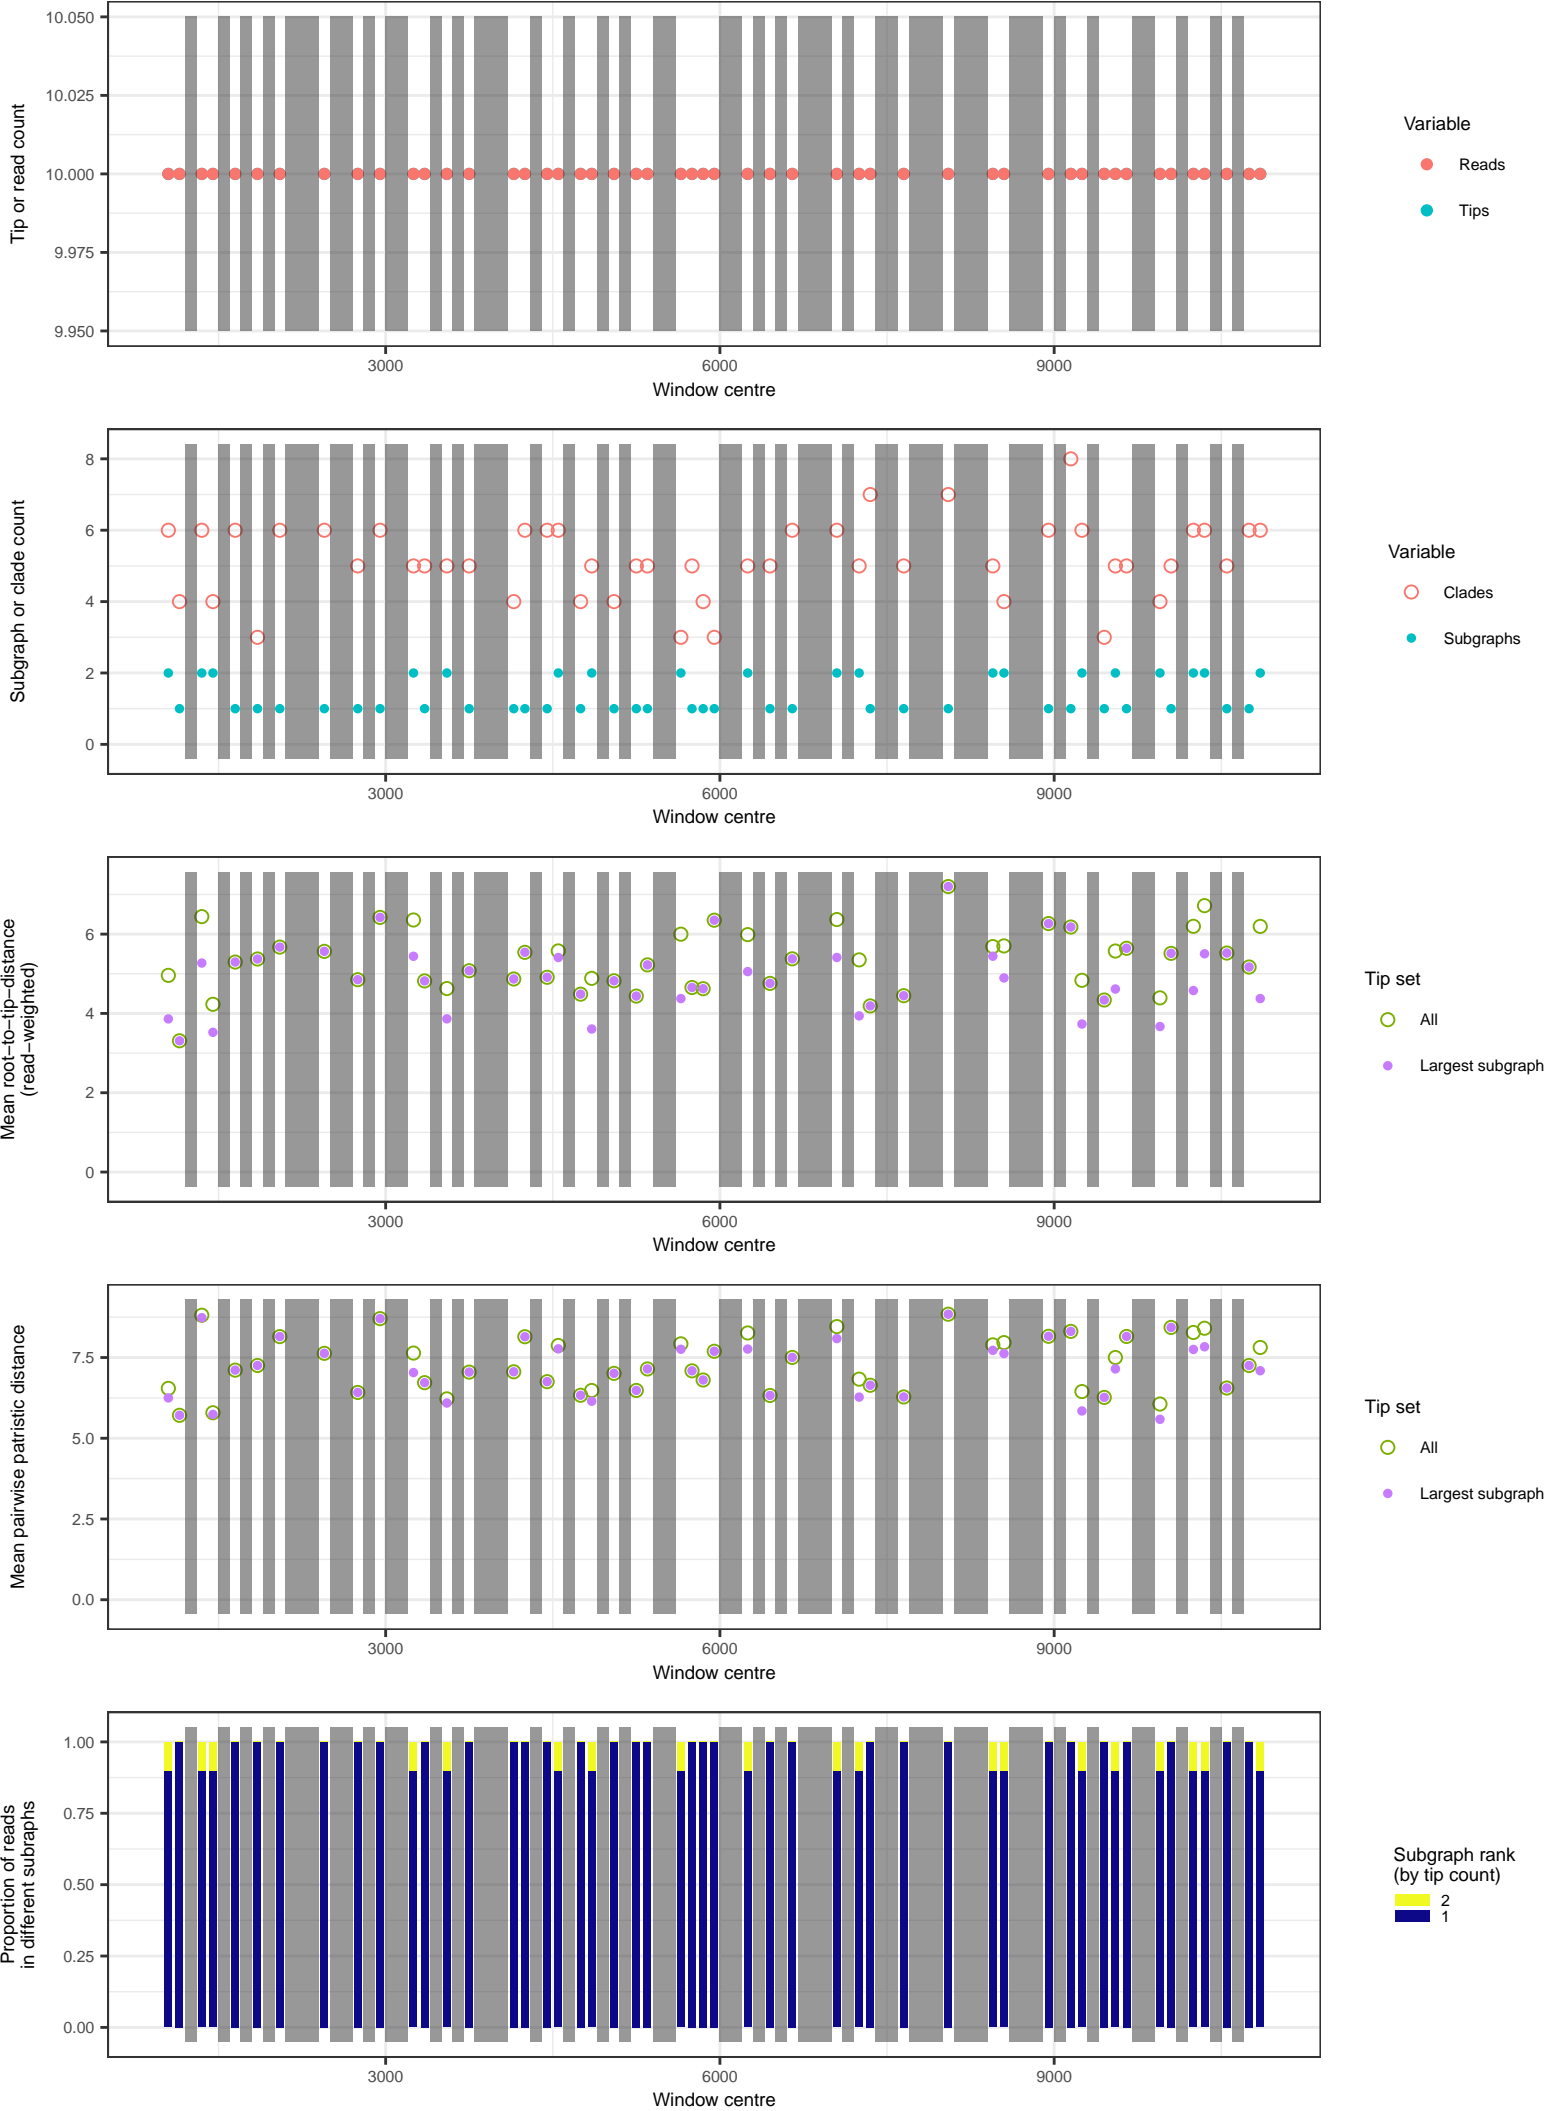 10.050
10.025
10.000
9.975
9.950
Tip or read count
3000
6000
9000
Window centre
Variable
Reads
Tips
8
6
4
2
0
Subgraph or clade count
3000
6000
9000
Window centre
Variable
Clades
Subgraphs
6
4
2
0
Mean root−to−tip−distance
(read−weighted)
3000
6000
9000
Window centre
Tip set
All
Largest subgraph
7.5
5.0
2.5
0.0
Mean pairwise patristic distance
3000
6000
9000
Window centre
Tip set
All
Largest subgraph
1.00
0.75
0.50
0.25
0.00
Proportion of reads
in different subraphs
3000
6000
9000
Window centre
Subgraph rank
(by tip count)
2
1